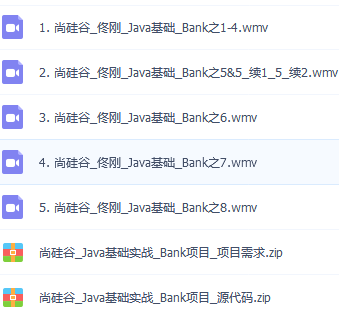 1. 尚硅谷_佟刚_Java基础_Bank之1-4.wmv
2. 尚硅谷_佟刚_Java基础_Bank之5&5_续1_5_续2.wmv
3. 尚硅谷_佟刚_Java基础_Bank之6.wmv
4. 尚硅谷_佟刚_Java基础_Bank之7.wmv
5. 尚硅谷_佟刚_Java基础_Bank之8.wmv
尚硅谷_Java基础实战_Bank项目_项目需求.zip
尚硅谷_Java基础实战_Bank项目_源代码.zip